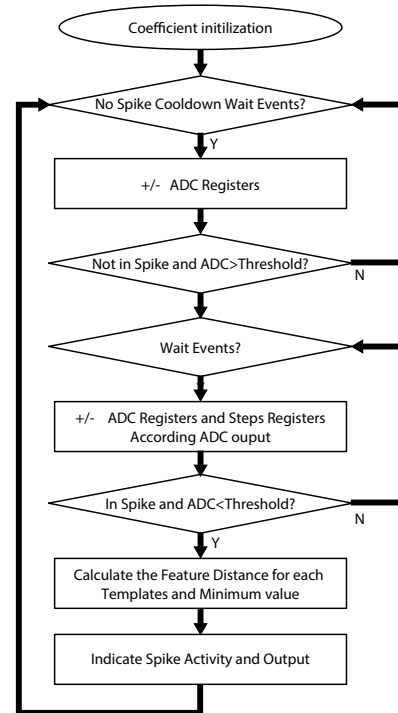 Coefficient initilization
No Spike Cooldown Wait Events?
Y
+/- ADC Registers
Not in Spike and ADC>Threshold?
N
Wait Events?
+/- ADC Registers and Steps Registers
According ADC ouput
In Spike and ADC<Threshold?
N
Y
Calculate the Feature Distance for each
Templates and Minimum value
Indicate Spike Activity and Output